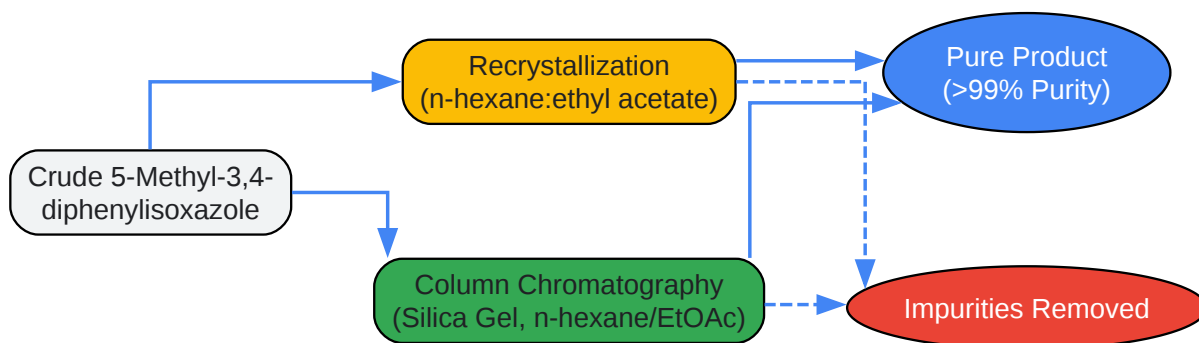 Recrystallization
(n-hexane:ethyl acetate)
Pure Product
(>99% Purity)
Crude 5-Methyl-3,4-
diphenylisoxazole
Column Chromatography
(Silica Gel, n-hexane/EtOAc)
Impurities Removed